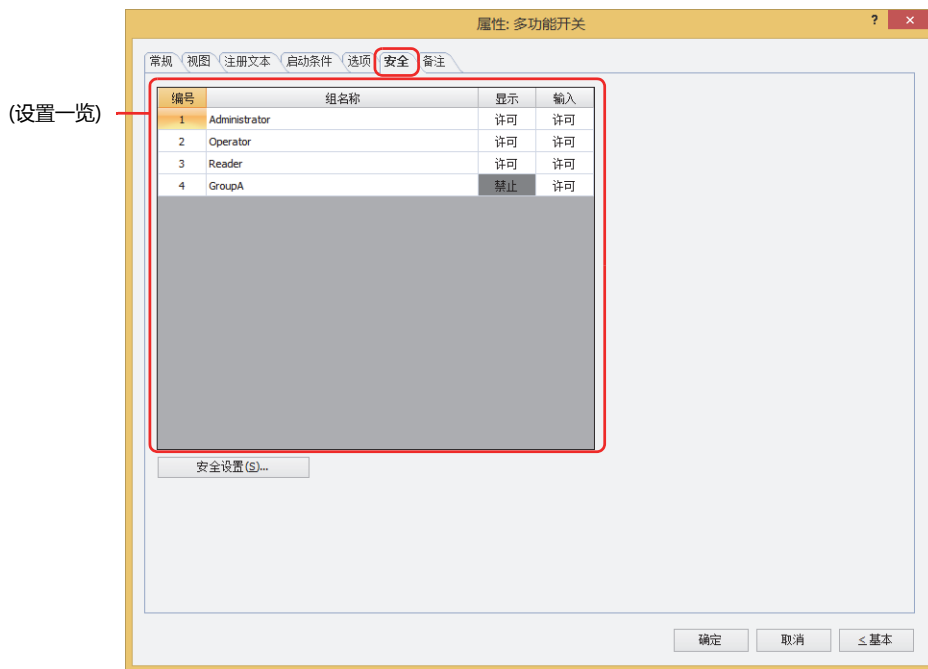 属性: 多功能开关
?
×
常规 视图 注册文本 启动条件 选项 安全 备注
(设置一览)
编号 组名称 显示 输入
1 Administrator 许可 许可
2 Operator 许可 许可
3 Reader 许可 许可
4 GroupA 禁止 许可
安全设置(S)...
确定 取消 ≤基本